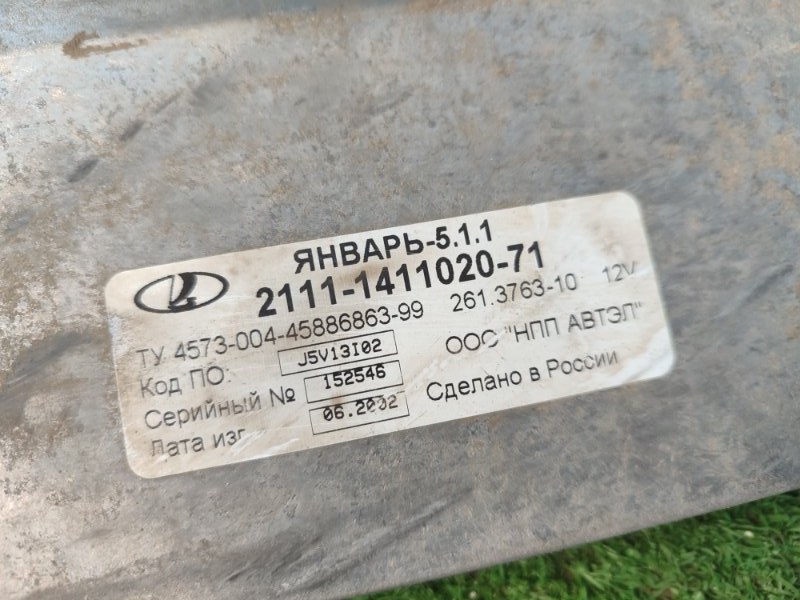 ЯНВАРЬ-5.1.1
2111-1411020-71
ТУ 4573-004-45886863-99 261.3763-10 12V
Код ПО: J5V13I02 ООО "НПП АВТЭЛ"
Серийный № 152546
Дата изг 06.2002 Сделано в России